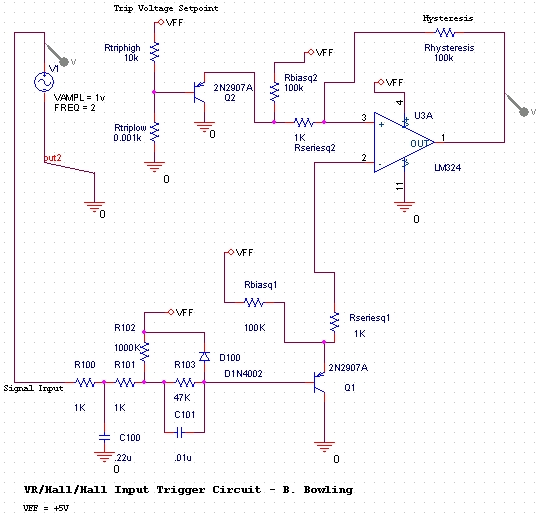 Trip Voltage Setpoint
VFF
Hysteresis
Rhysteresis
100k
Rtriphigh
10k
V
V1
VAMPL = 1v
FREQ = 2
VFF
Rbiasq2
100k
2N2907A
Q2
VFF
4
U3A
V
Rtriplow
0.001k
0
3
+
1K
Rseriesq2
OUT
1
2
-
LM324
out2
0
0
11
0
VFF
Rbiasq1
100K
Rseriesq1
1K
VFF
R102
1000K
D100
D1N4002
R100
R101
R103
2N2907A
Q1
Signal Input
1K
1K
47K
C101
C100
.22u
.01u
0
0
VR/Hall/Hall Input Trigger Circuit - B. Bowling
VFF = +5V